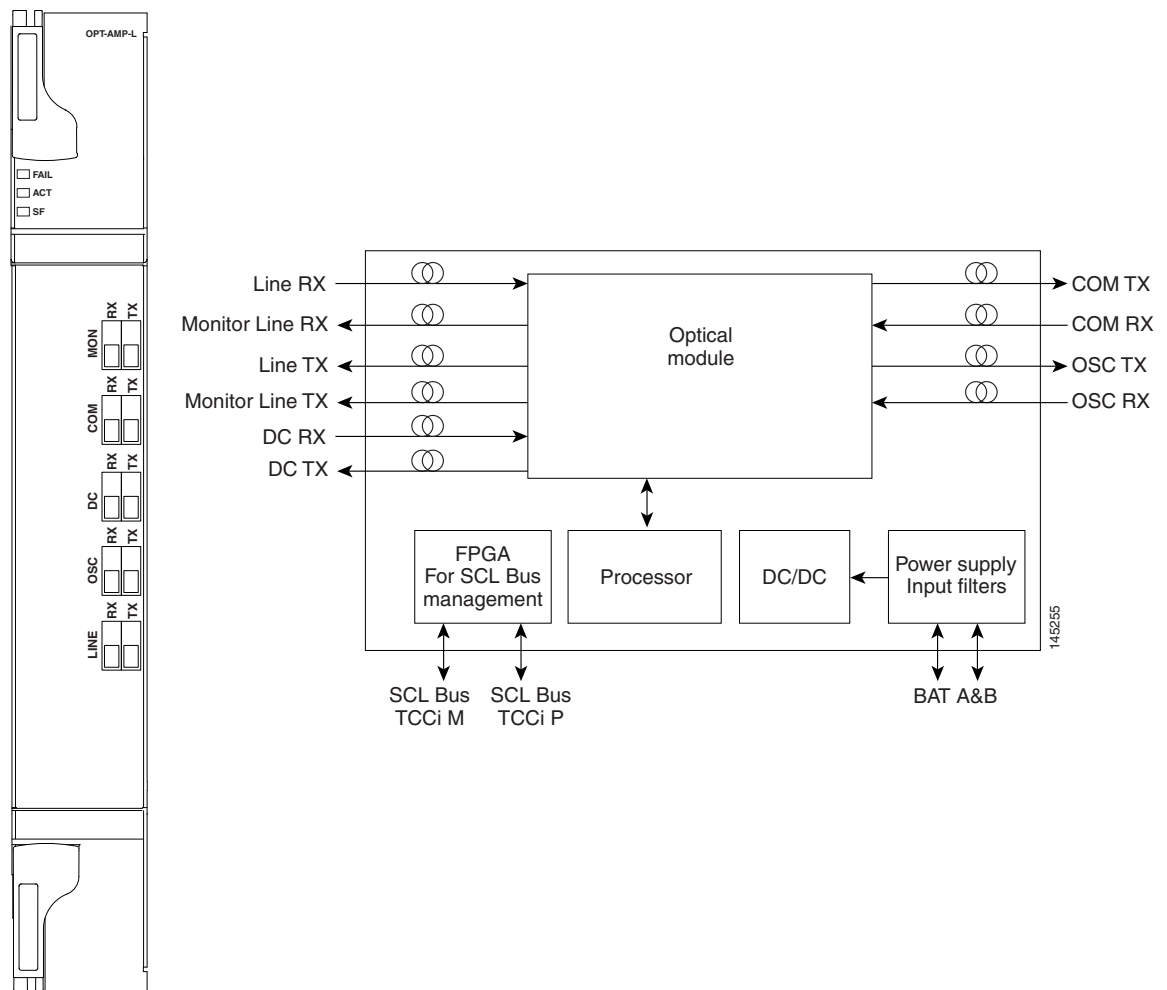 OPT-AMP-L
FAIL
ACT
SF
RX
TX
MON
RX
TX
COM
RX
TX
DC
RX
TX
OSC
RX
TX
LINE
Line RX
Monitor Line RX
Line TX
Monitor Line TX
DC RX
DC TX
Optical
module
COM TX
COM RX
OSC TX
OSC RX
FPGA
For SCL Bus
management
Processor
DC/DC
Power supply
Input filters
SCL Bus
TCCi M
SCL Bus
TCCi P
BAT A&B
145255